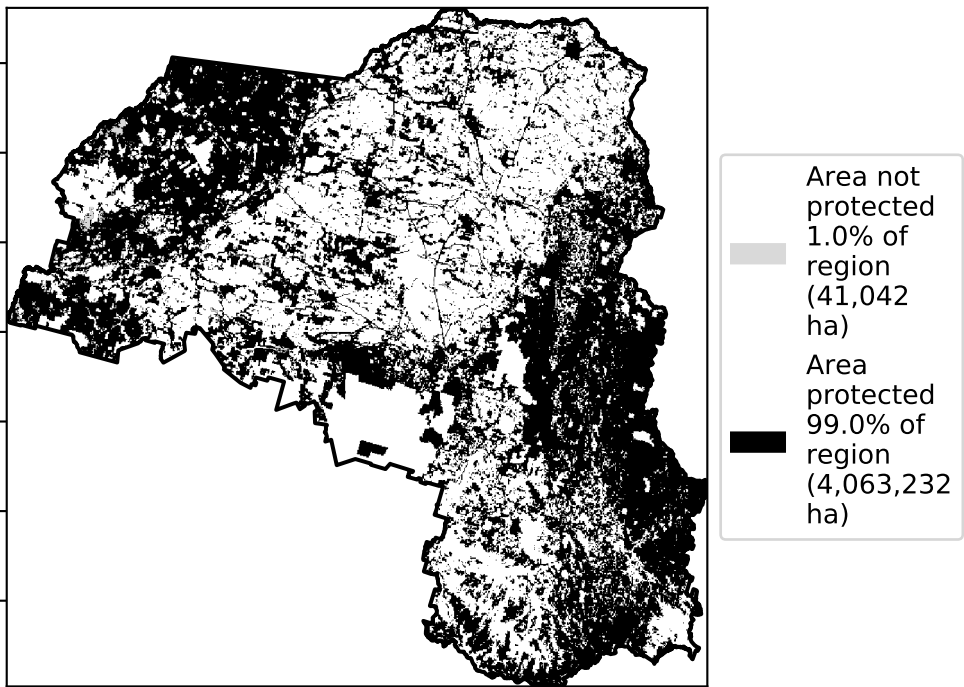 Area not
protected
1.0% of
region
(41,042
ha)
Area
protected
99.0% of
region
(4,063,232
ha)